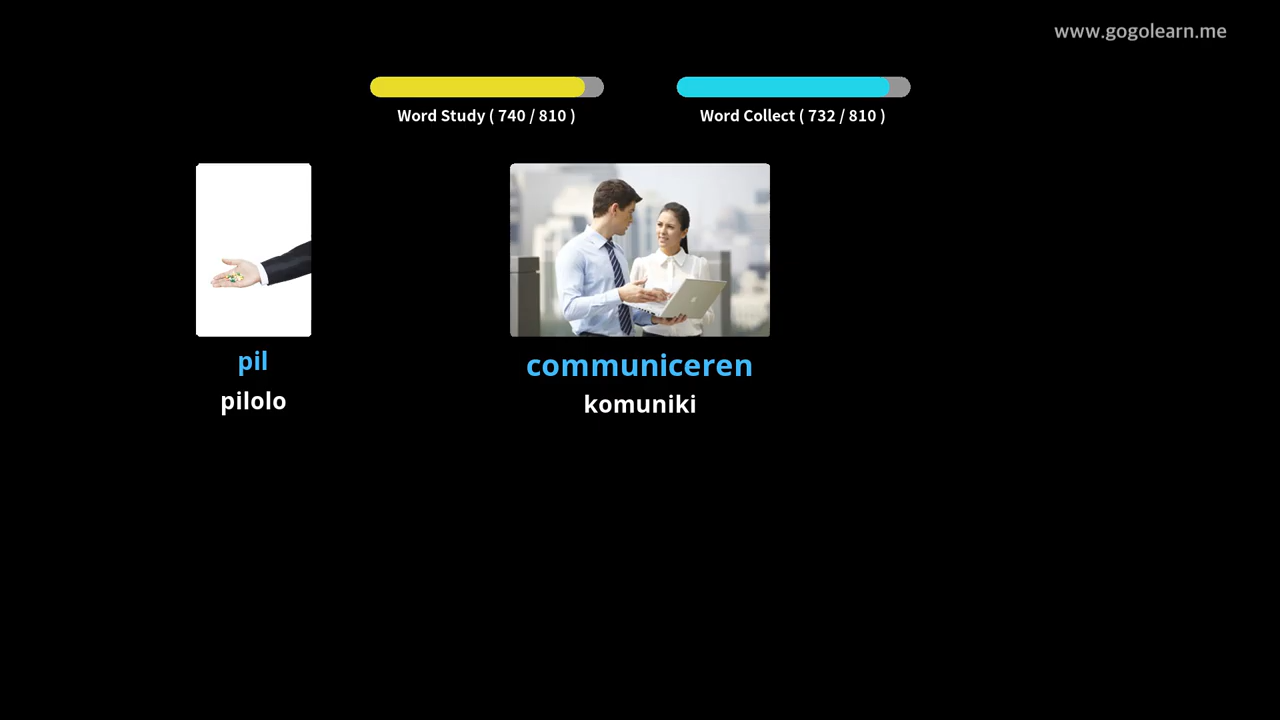 www.gogolearn.me
Word Study ( 740 / 810 )
Word Collect ( 732 / 810 )
pil
pilolo
communiceren
komuniki